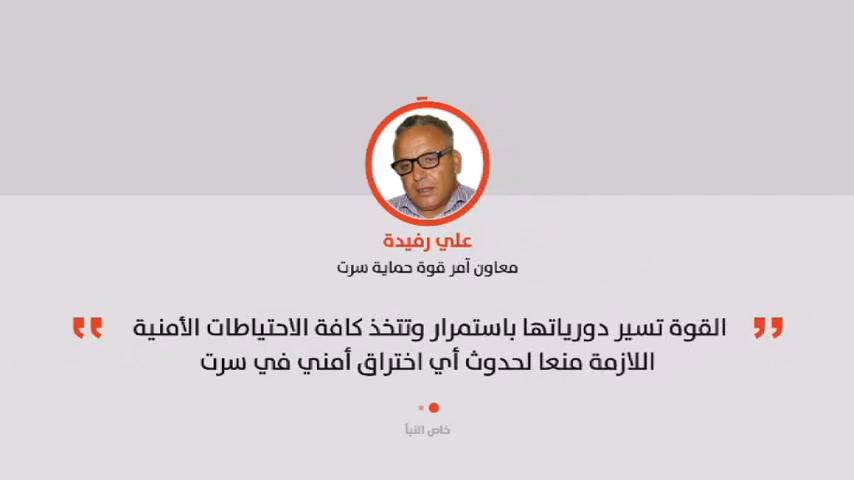 علي رفيدة
معاون آمر قوة حماية سرت
القوة تسير دورياتها باستمرار وتتخذ كافة الاحتياطات الأمنية
اللازمة منعا لحدوث أي اختراق أمني في سرت
خاص النبأ